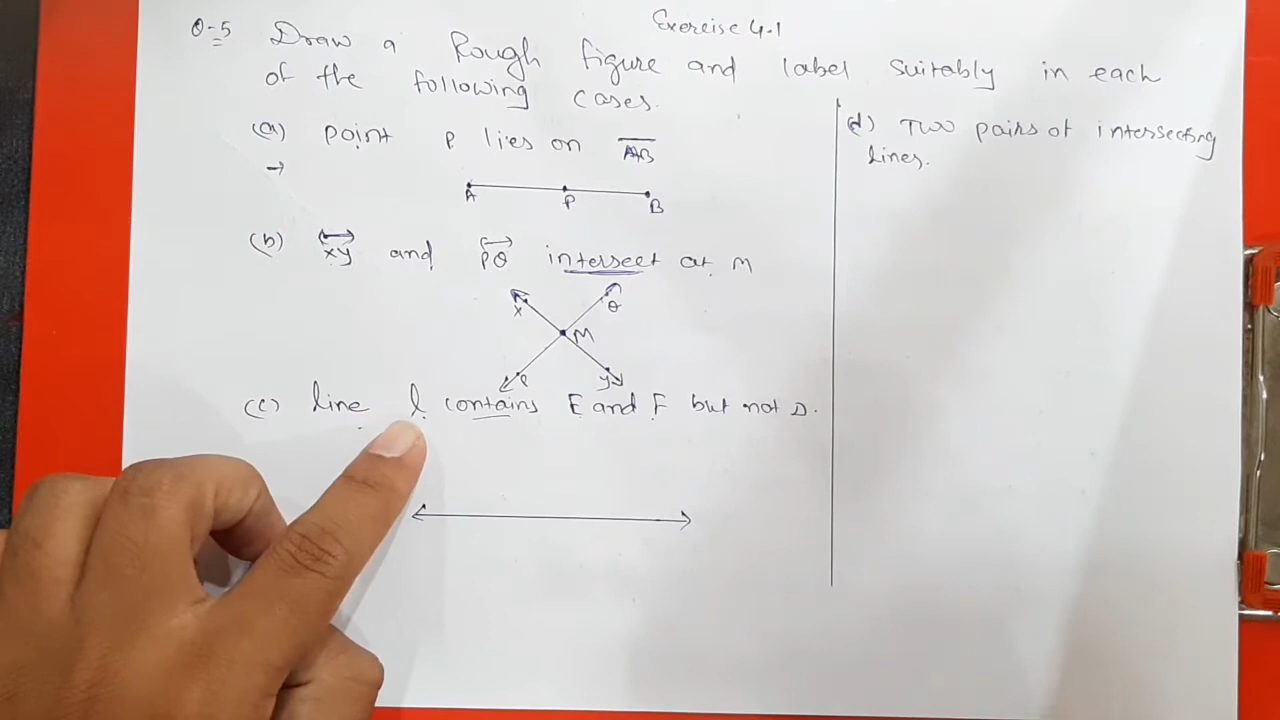 Exercise 4.1
Q-5 Draw a Rough figure and label suitably in each
of the following cases.
(a) point P lies on AB
→
A P B
(b) XY and PQ intersect at M
X Q
M
P Y
(c) line l contains E and F but not D.
(d) Two pairs of intersecting
lines.